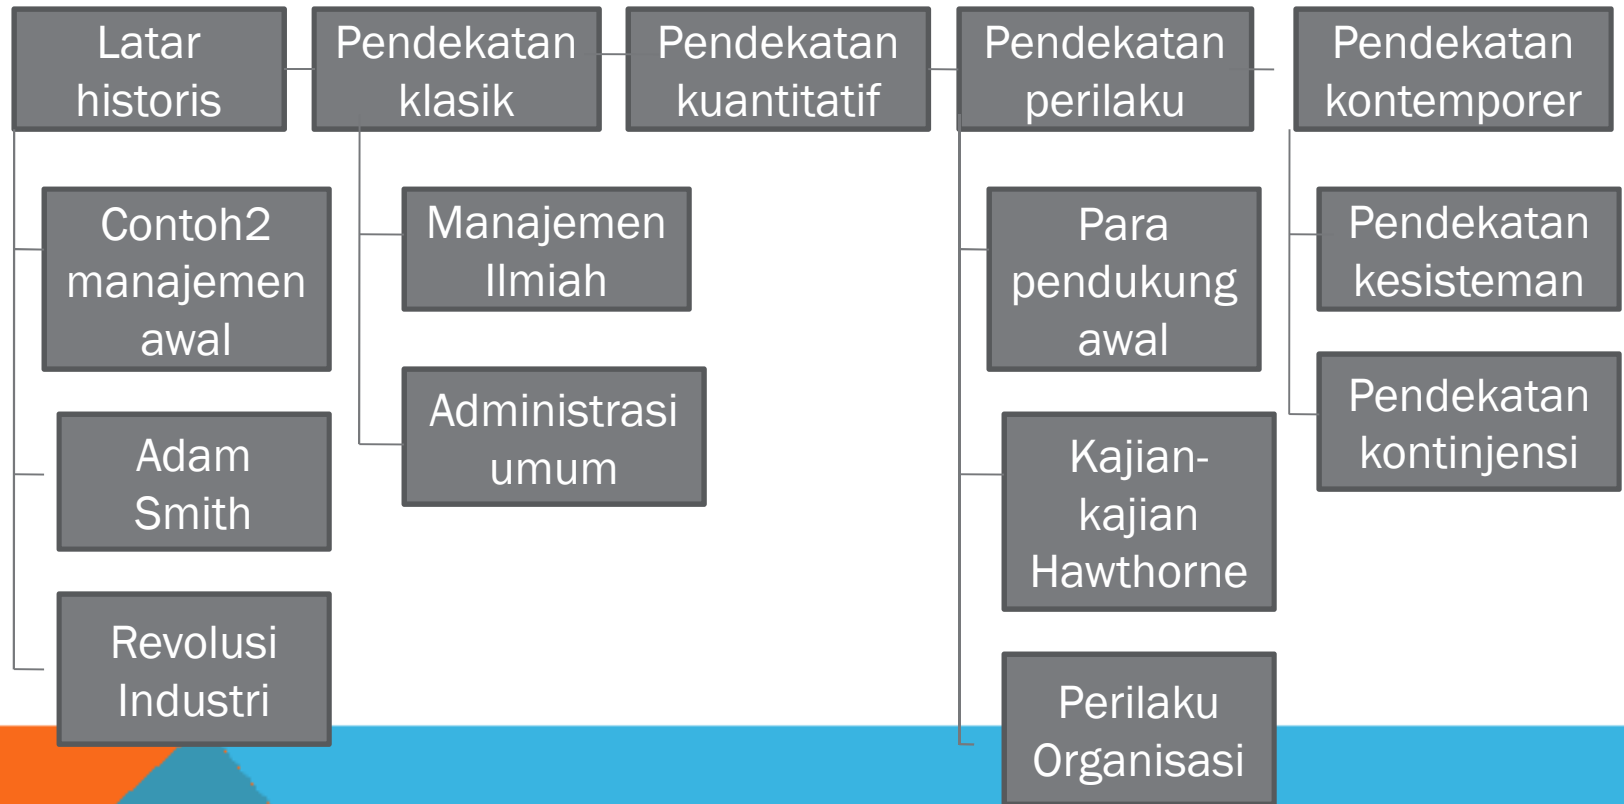 Latar
historis
Pendekatan
klasik
Pendekatan
kuantitatif
Pendekatan
perilaku
Pendekatan
kontemporer
Contoh2
manajemen
awal
Adam
Smith
Revolusi
Industri
Manajemen
Ilmiah
Administrasi
umum
Para
pendukung
awal
Kajian-
kajian
Hawthorne
Perilaku
Organisasi
Pendekatan
kesisteman
Pendekatan
kontinjensi